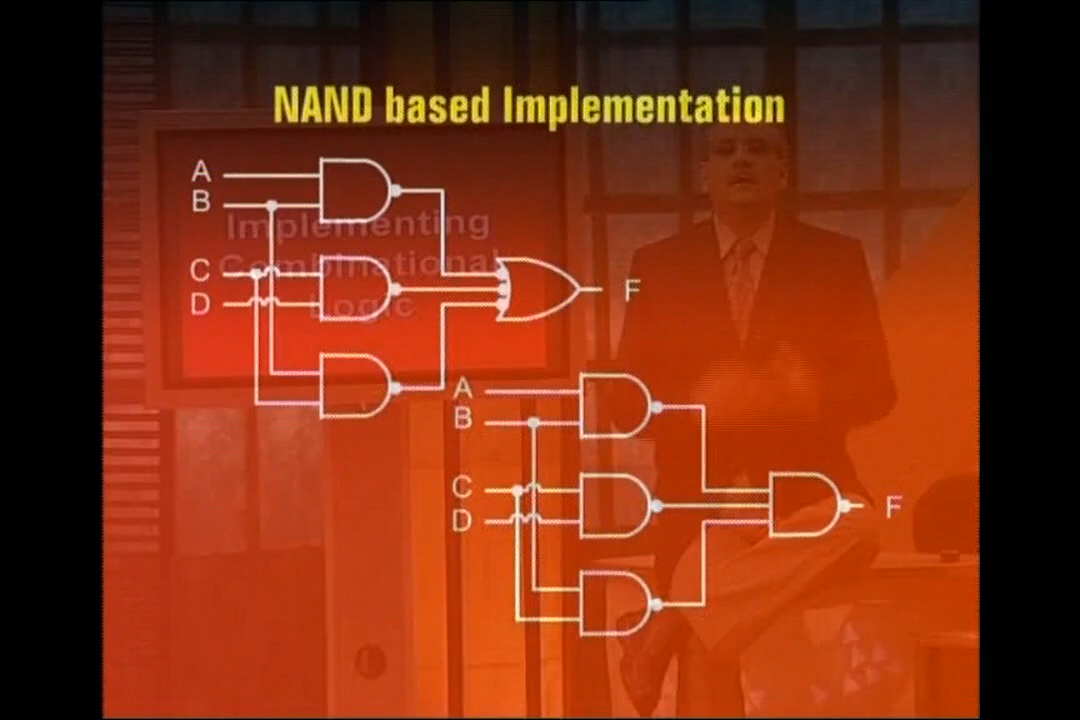 NAND based Implementation
A
B
Implementing
C
Combinational
D
Logic
F
A
B
C
D
F